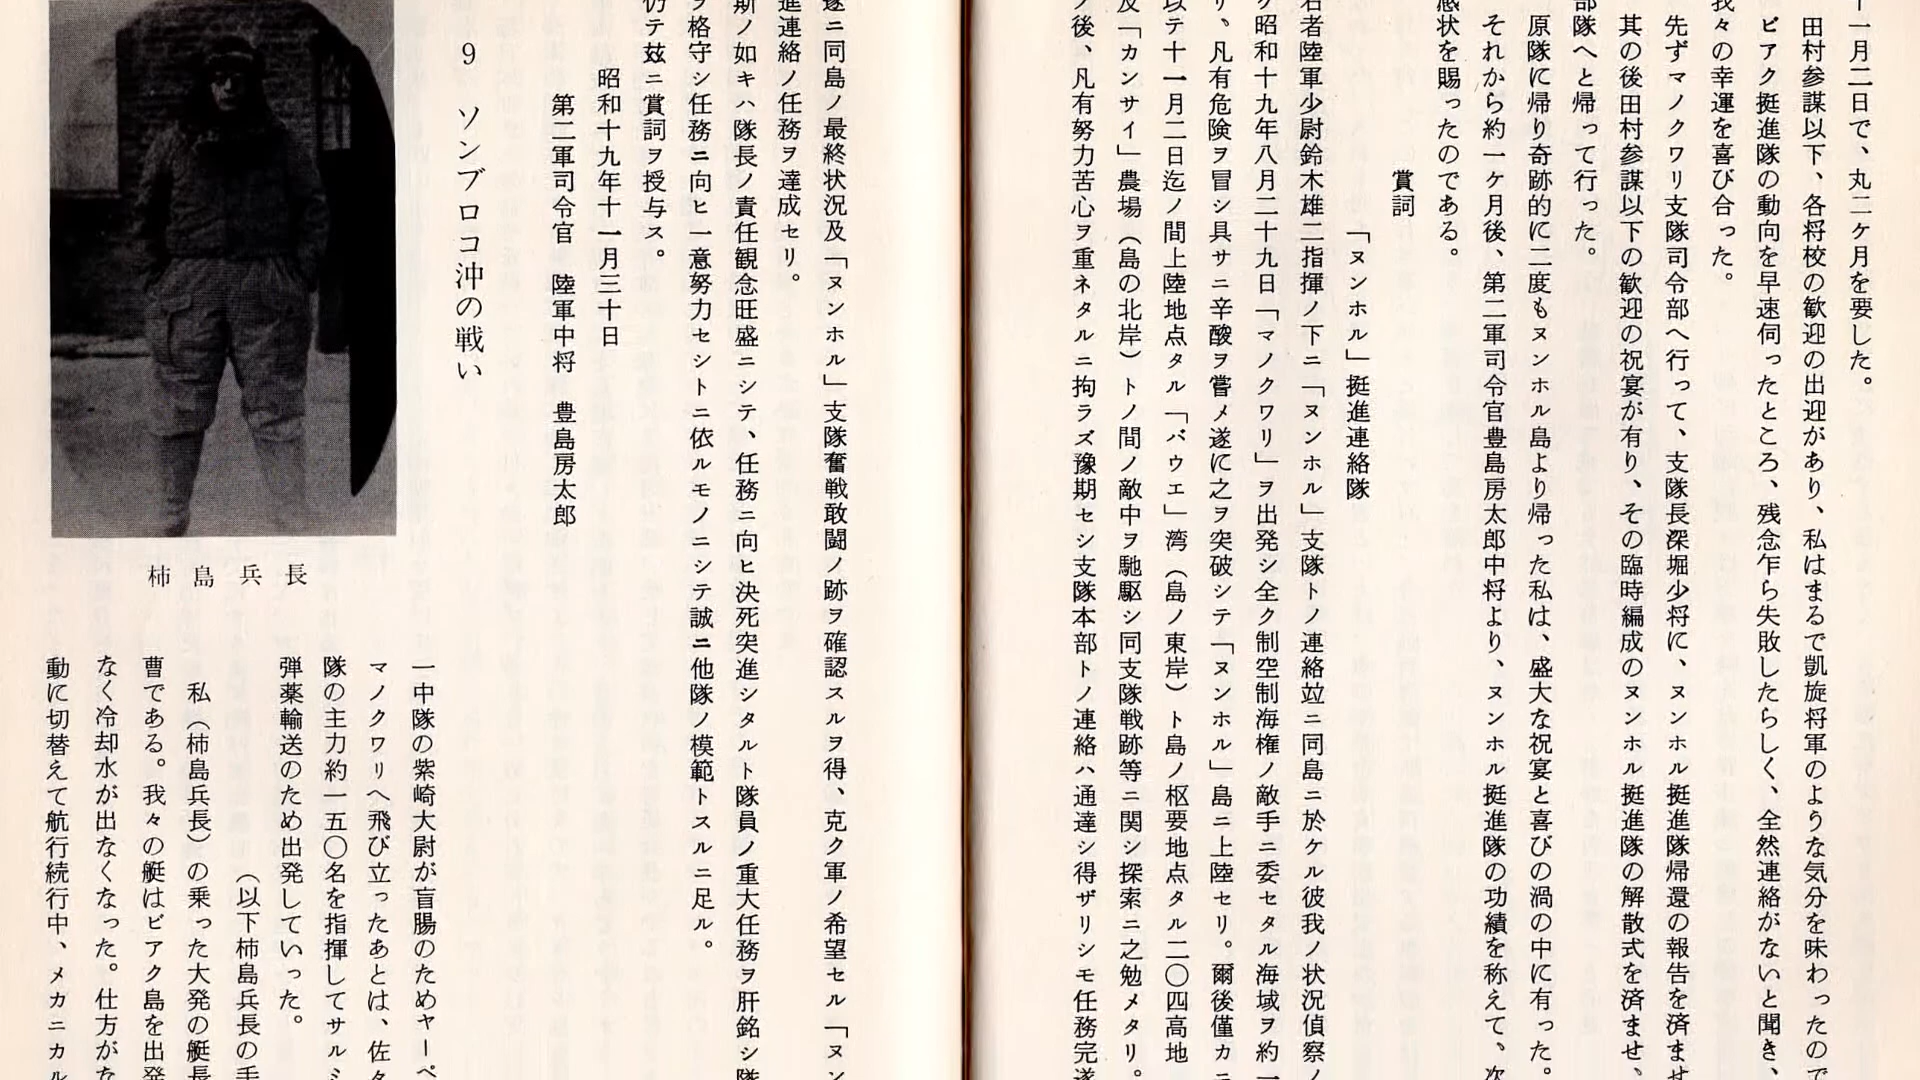 十一月二日で、丸二ケ月を要した。
田村参謀以下、各将校の歓迎の出迎があり、私はまるで凱旋将軍のような気分を味わったので
ビアク挺進隊の動向を早速伺ったところ、残念乍ら失敗したらしく、全然連絡がないと聞き、
我々の幸運を喜び合った。
先ずマノクワリ支隊司令部へ行って、支隊長深堀少将に、ヌンホル挺進隊帰還の報告を済ませ
其の後田村参謀以下の歓迎の祝宴が有り、その臨時編成のヌンホル挺進隊の解散式を済ませ、
部隊へと帰って行った。
原隊に帰り奇跡的に二度もヌンホル島より帰った私は、盛大な祝宴と喜びの渦の中に有った。
それから約一ケ月後、第二軍司令官豊島房太郎中将より、ヌンホル挺進隊の功績を称えて、次
感状を賜ったのである。
賞詞
「ヌンホル」挺進連絡隊
右者陸軍少尉鈴木雄二指揮ノ下ニ「ヌンホル」支隊トノ連絡竝ニ同島ニ於ケル彼我ノ状況偵察ノ
ケ昭和十九年八月二十九日「マノクワリ」ヲ出発シ全ク制空制海権ノ敵手ニ委セタル海域ヲ約一
リ、凡有危険ヲ冒シ具サニ辛酸ヲ嘗メ遂に之ヲ突破シテ「ヌンホル」島ニ上陸セリ。爾後僅カニ
以テ十一月二日迄ノ間上陸地点タル「バウエ」湾（島ノ東岸）ト島ノ枢要地点タル二〇四高地
及「カンサイ」農場（島の北岸）トノ間ノ敵中ヲ馳駆シ同支隊戦跡等ニ関シ探索ニ之勉メタリ。
ノ後、凡有努力苦心ヲ重ネタルニ拘ラズ豫期セシ支隊本部トノ連絡ハ通達シ得ザリシモ任務完遂
遂ニ同島ノ最終状況及「ヌンホル」支隊奮戦敢闘ノ跡ヲ確認スルヲ得、克ク軍ノ希望セル「ヌン
進連絡ノ任務ヲ達成セリ。
斯ノ如キハ隊長ノ責任観念旺盛ニシテ、任務ニ向ヒ決死突進シタルト隊員ノ重大任務ヲ肝銘シ隊
ヲ格守シ任務ニ向ヒ一意努力セシトニ依ルモノニシテ誠ニ他隊ノ模範トスルニ足ル。
仍テ玆ニ賞詞ヲ授与ス。
昭和十九年十一月三十日
第二軍司令官　陸軍中将　豊島房太郎
9　ソンブロコ沖の戦い
柿島兵長
一中隊の紫崎大尉が盲腸のためヤーペ
マノクワリへ飛び立ったあとは、佐タ
隊の主力約一五〇名を指揮してサルミ
弾薬輸送のため出発していった。
（以下柿島兵長の手
私（柿島兵長）の乗った大発の艇長
曹である。我々の艇はビアク島を出発
なく冷却水が出なくなった。仕方がな
動に切替えて航行続行中、メカニカル